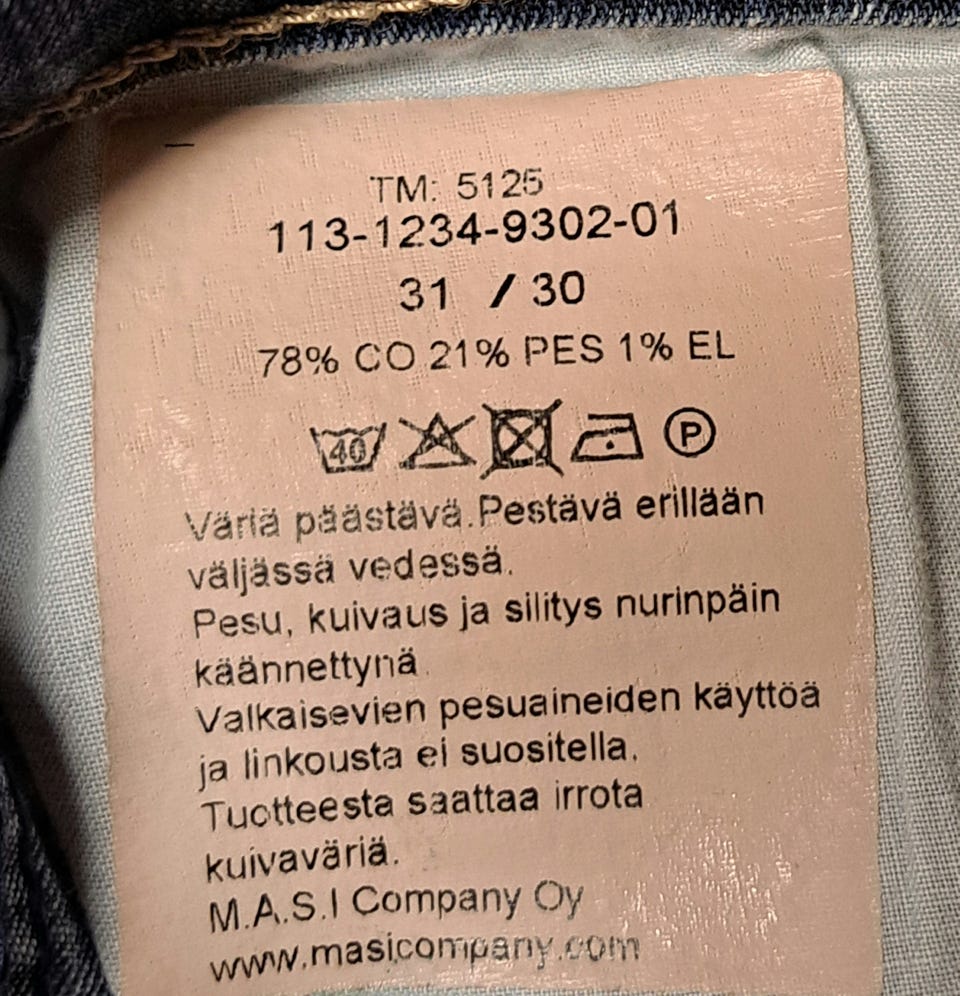 TM: 5125
113-1234-9302-01
31 / 30
78% CO 21% PES 1% EL
40 P
Väriä päästävä.Pestävä erillään
väljässä vedessä.
Pesu, kuivaus ja silitys nurinpäin
käännettynä
Valkaisevien pesuaineiden käyttöä
ja linkousta ei suositella.
Tuotteesta saattaa irrota
kuivaväriä.
M.A.S.I Company Oy
www.masicompany.com